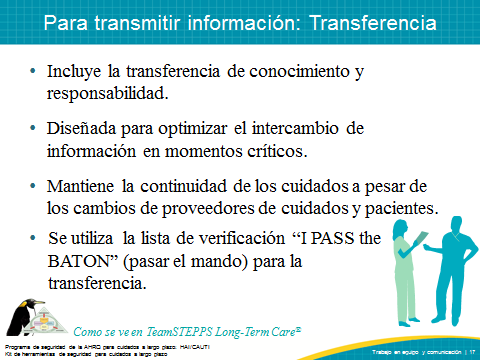 Para transmitir información: Transferencia
• Incluye la transferencia de conocimiento y
responsabilidad.
• Diseñada para optimizar el intercambio de
información en momentos críticos.
• Mantiene la continuidad de los cuidados a pesar de
los cambios de proveedores de cuidados y pacientes.
• Se utiliza la lista de verificación “I PASS the
BATON” (pasar el mando) para la
transferencia.
Como se ve en TeamSTEPPS Long-Term Care®
Programa de seguridad de la AHRQ para cuidados a largo plazo: HAI/CAUTI
Kit de herramientas de seguridad para cuidados a largo plazo
Trabajo en equipo y comunicación | 17